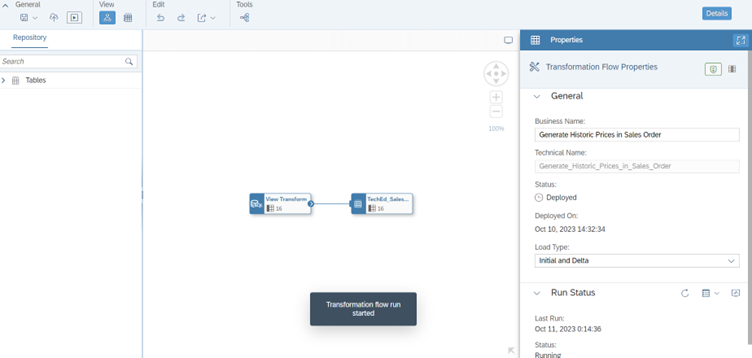 General
View
Edit
Tools
Details
Repository
Search
Tables
100%
View Transform
16
TechEd_Sales...
16
Transformation flow run
started
Properties
Transformation Flow Properties
General
Business Name:
Generate Historic Prices in Sales Order
Technical Name:
Generate_Historic_Prices_in_Sales_Order
Status:
Deployed
Deployed On:
Oct 10, 2023 14:32:34
Load Type:
Initial and Delta
Run Status
Last Run:
Oct 11, 2023 0:14:36
Status:
Running